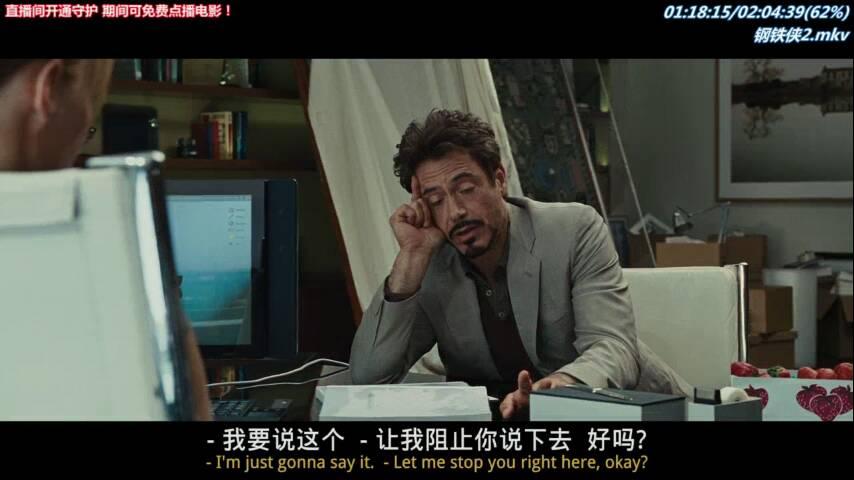 直播间开通守护 期间可免费点播电影！
01:18:15/02:04:39(62%)
钢铁侠2.mkv
- 我要说这个 - 让我阻止你说下去 好吗?
- I'm just gonna say it. - Let me stop you right here, okay?